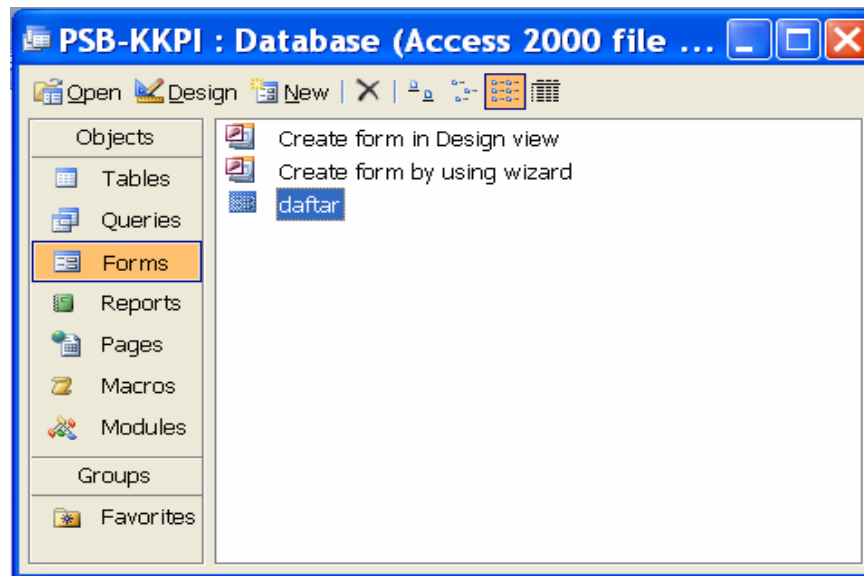 PSB-KKPI : Database (Access 2000 file ...
Open Design New
Objects
Tables
Queries
Forms
Reports
Pages
Macros
Modules
Groups
Favorites
Create form in Design view
Create form by using wizard
daftar